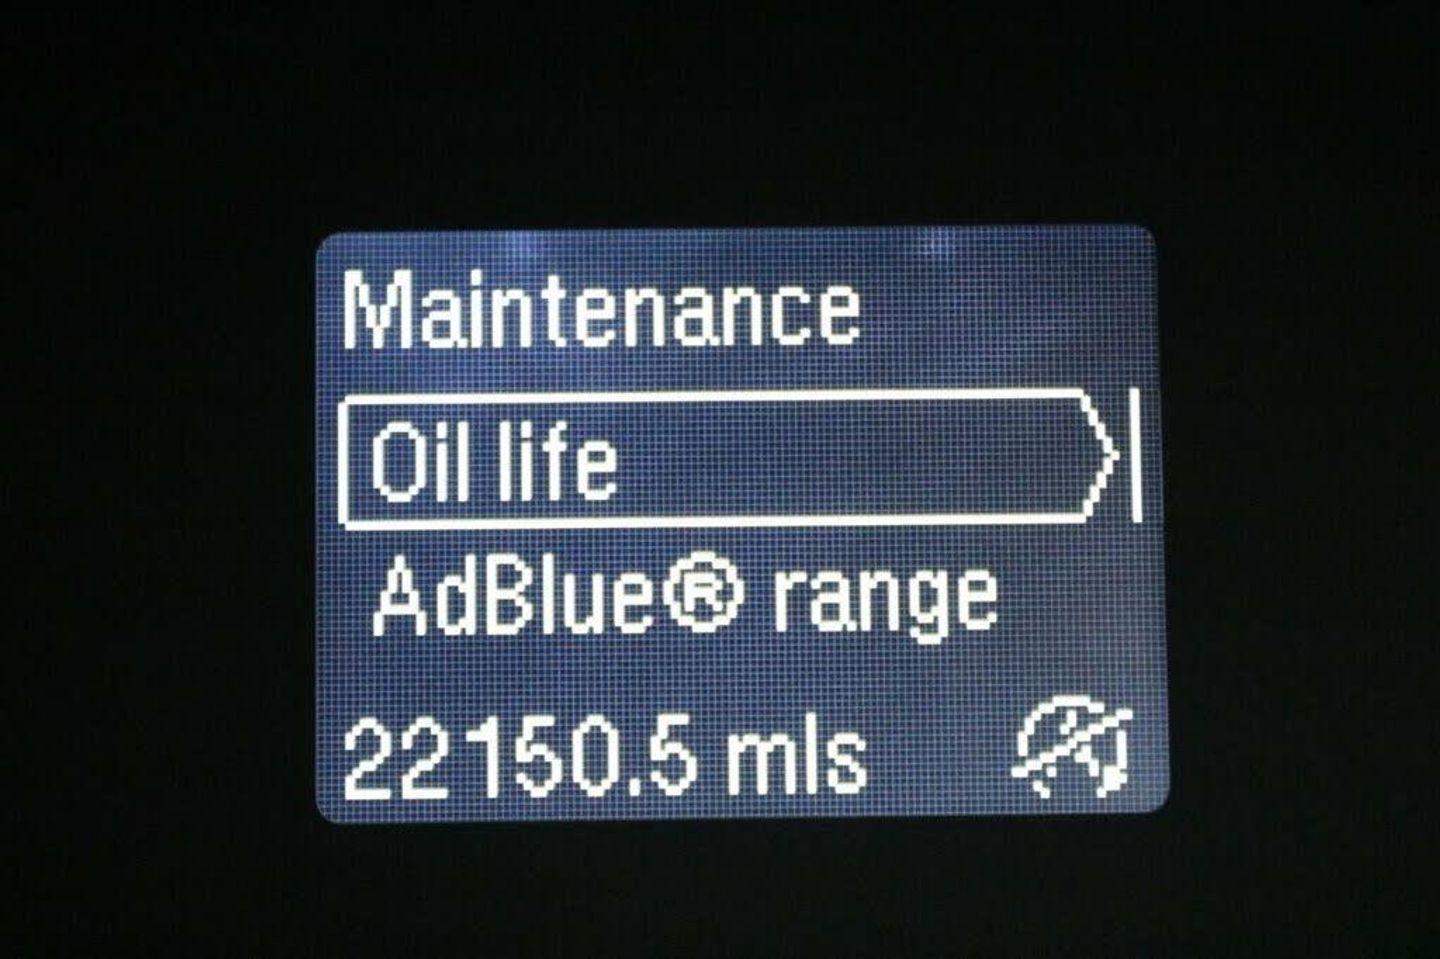 Maintenance
Oil life
AdBlue® range
22150.5 mls